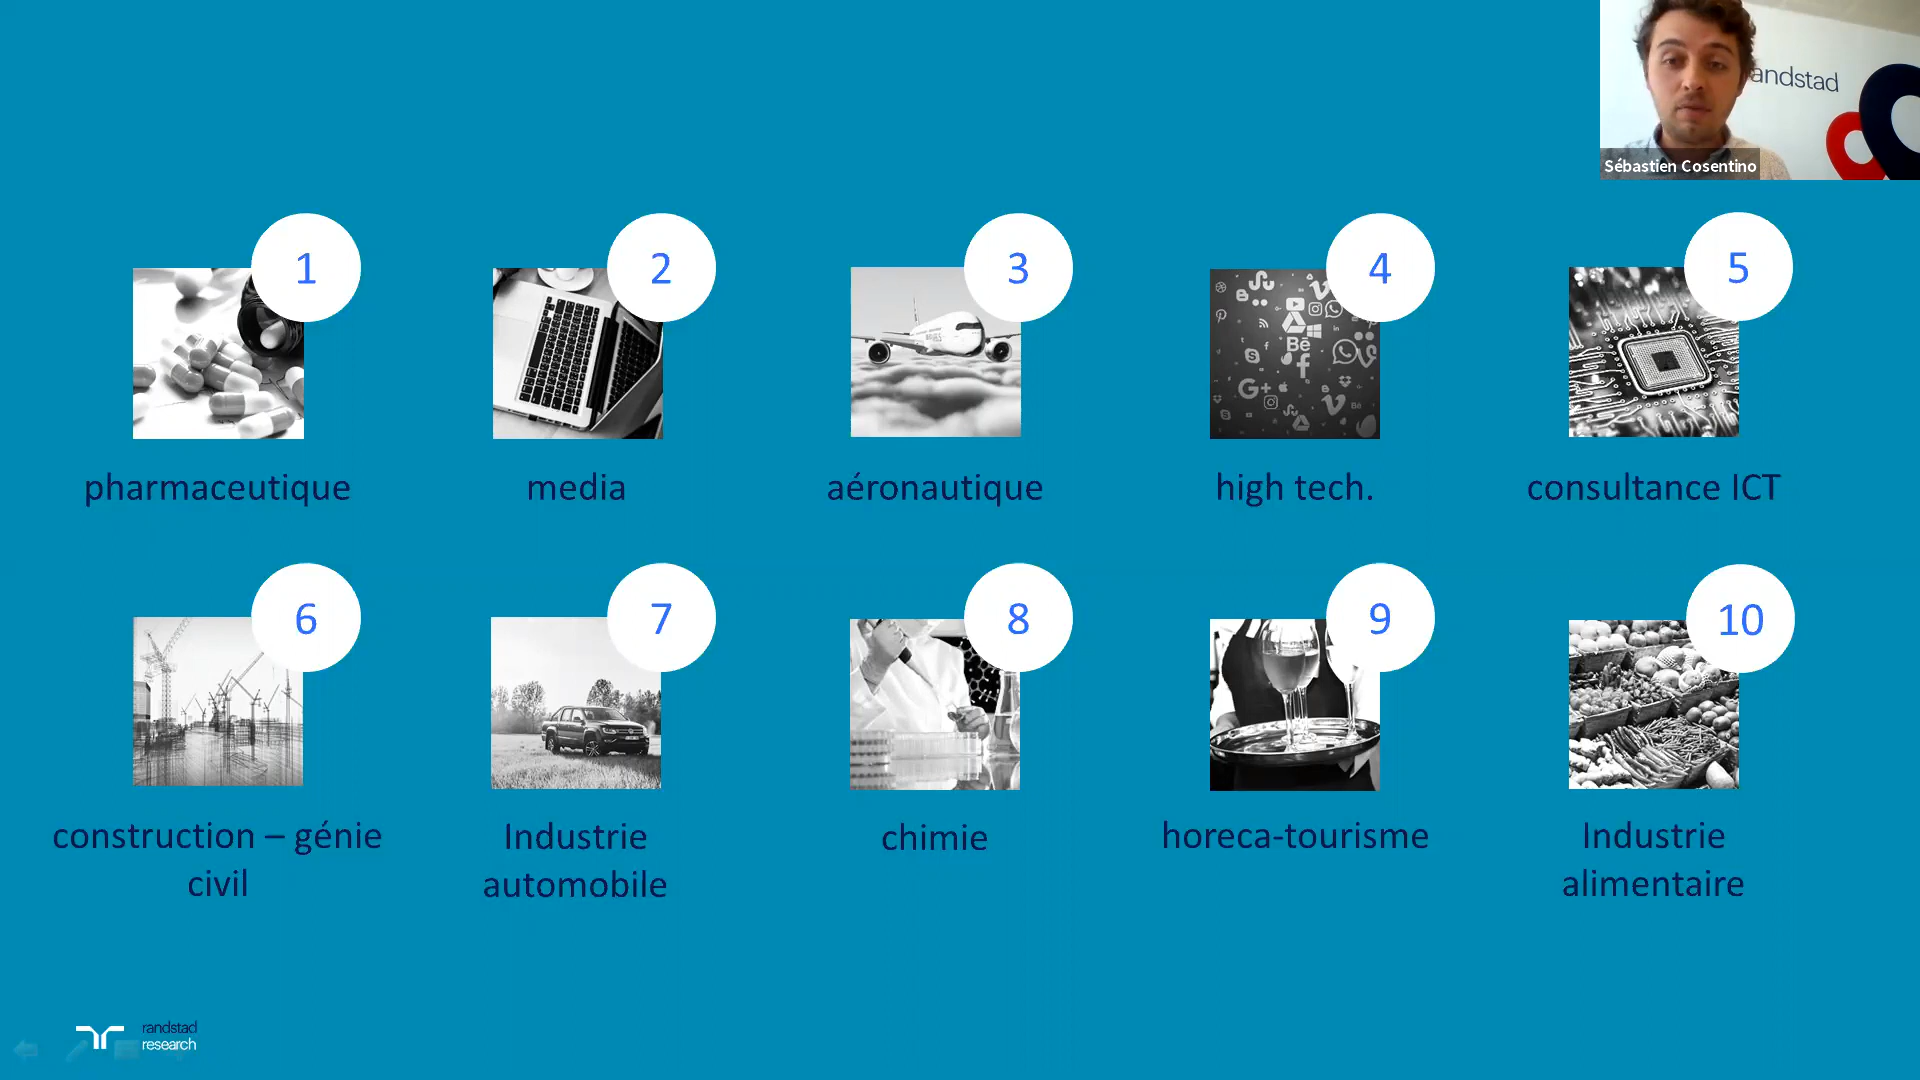 andstad
Sébastien Cosentino
1
2
3
4
5
pharmaceutique
media
aéronautique
high tech.
consultance ICT
6
7
8
9
10
construction – génie
civil
Industrie
automobile
chimie
horeca-tourisme
Industrie
alimentaire
randstad
research
Bē
G+